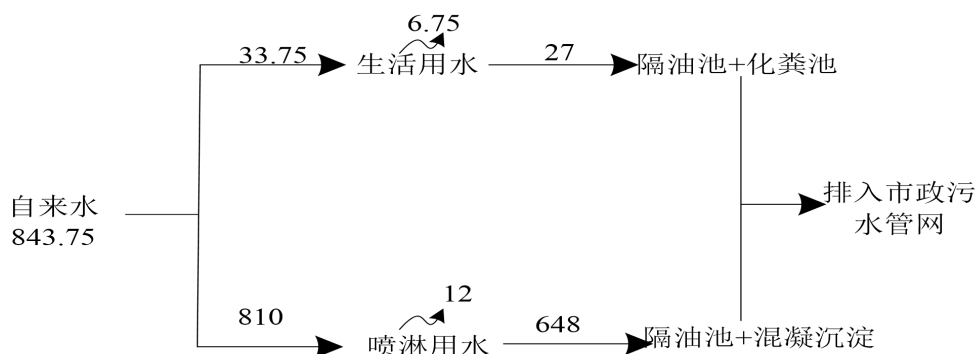 6.75
33.75
生活用水
27
隔油池+化粪池
自来水
843.75
排入市政污
水管网
810
12
喷淋用水
648
隔油池+混凝沉淀